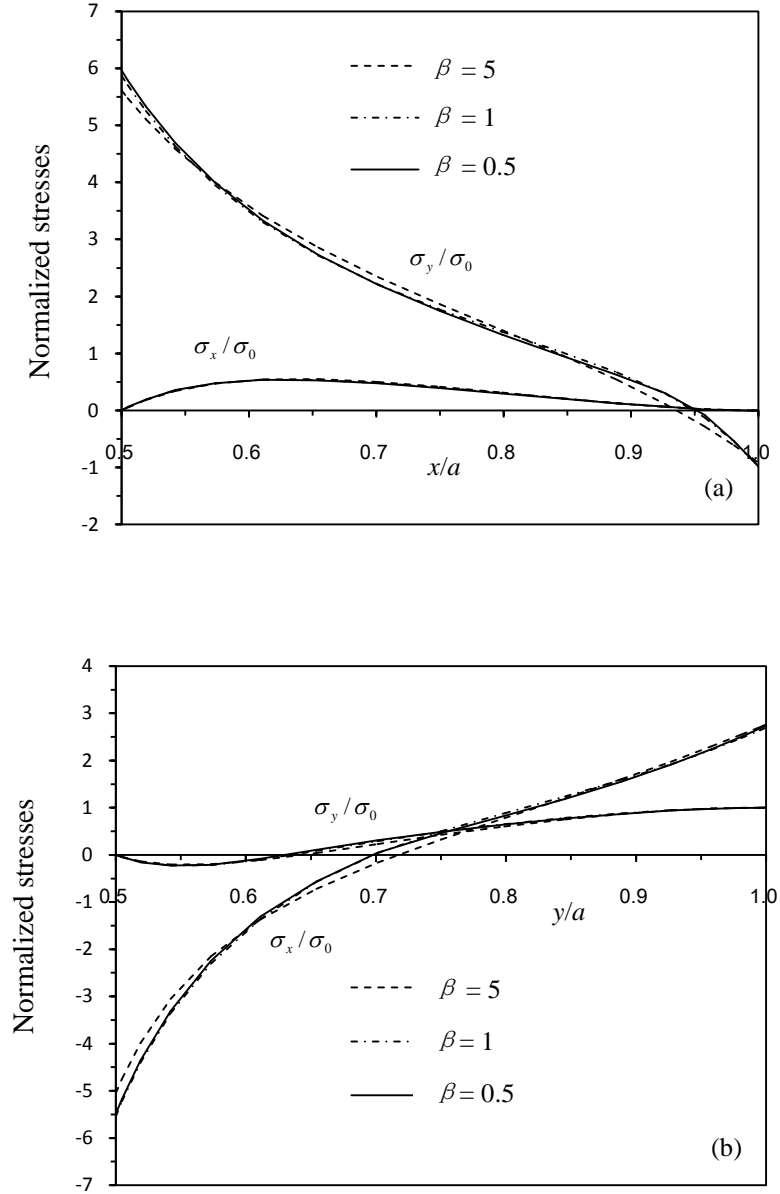 7
6
5
4
3
2
1
0
-1
-2
Normalized stresses
β = 5
β = 1
β = 0.5
σy/σ0
σx/σ0
0.5 0.6 0.7 0.8 0.9 1.0
x/a
(a)
4
3
2
1
0
-1
-2
-3
-4
-5
-6
-7
Normalized stresses
σy/σ0
0.5 0.6 0.7 0.8 0.9 1.0
y/a
σx/σ0
β = 5
β = 1
β = 0.5
(b)